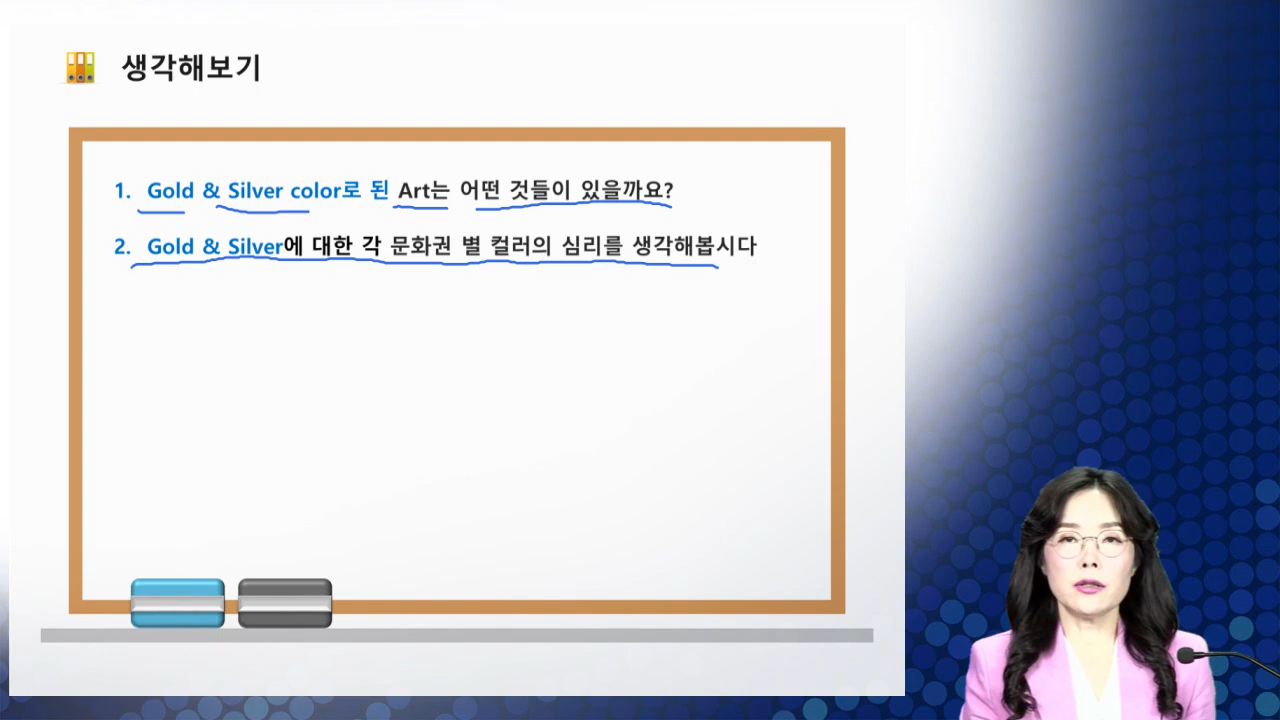 생각해보기
1. Gold & Silver color로 된 Art는 어떤 것들이 있을까요?
2. Gold & Silver에 대한 각 문화권 별 컬러의 심리를 생각해봅시다